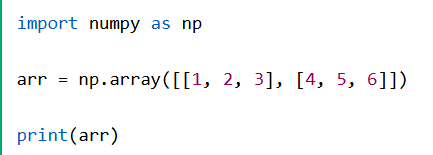 import numpy as np
arr = np.array([[1, 2, 3], [4, 5, 6]])
print(arr)